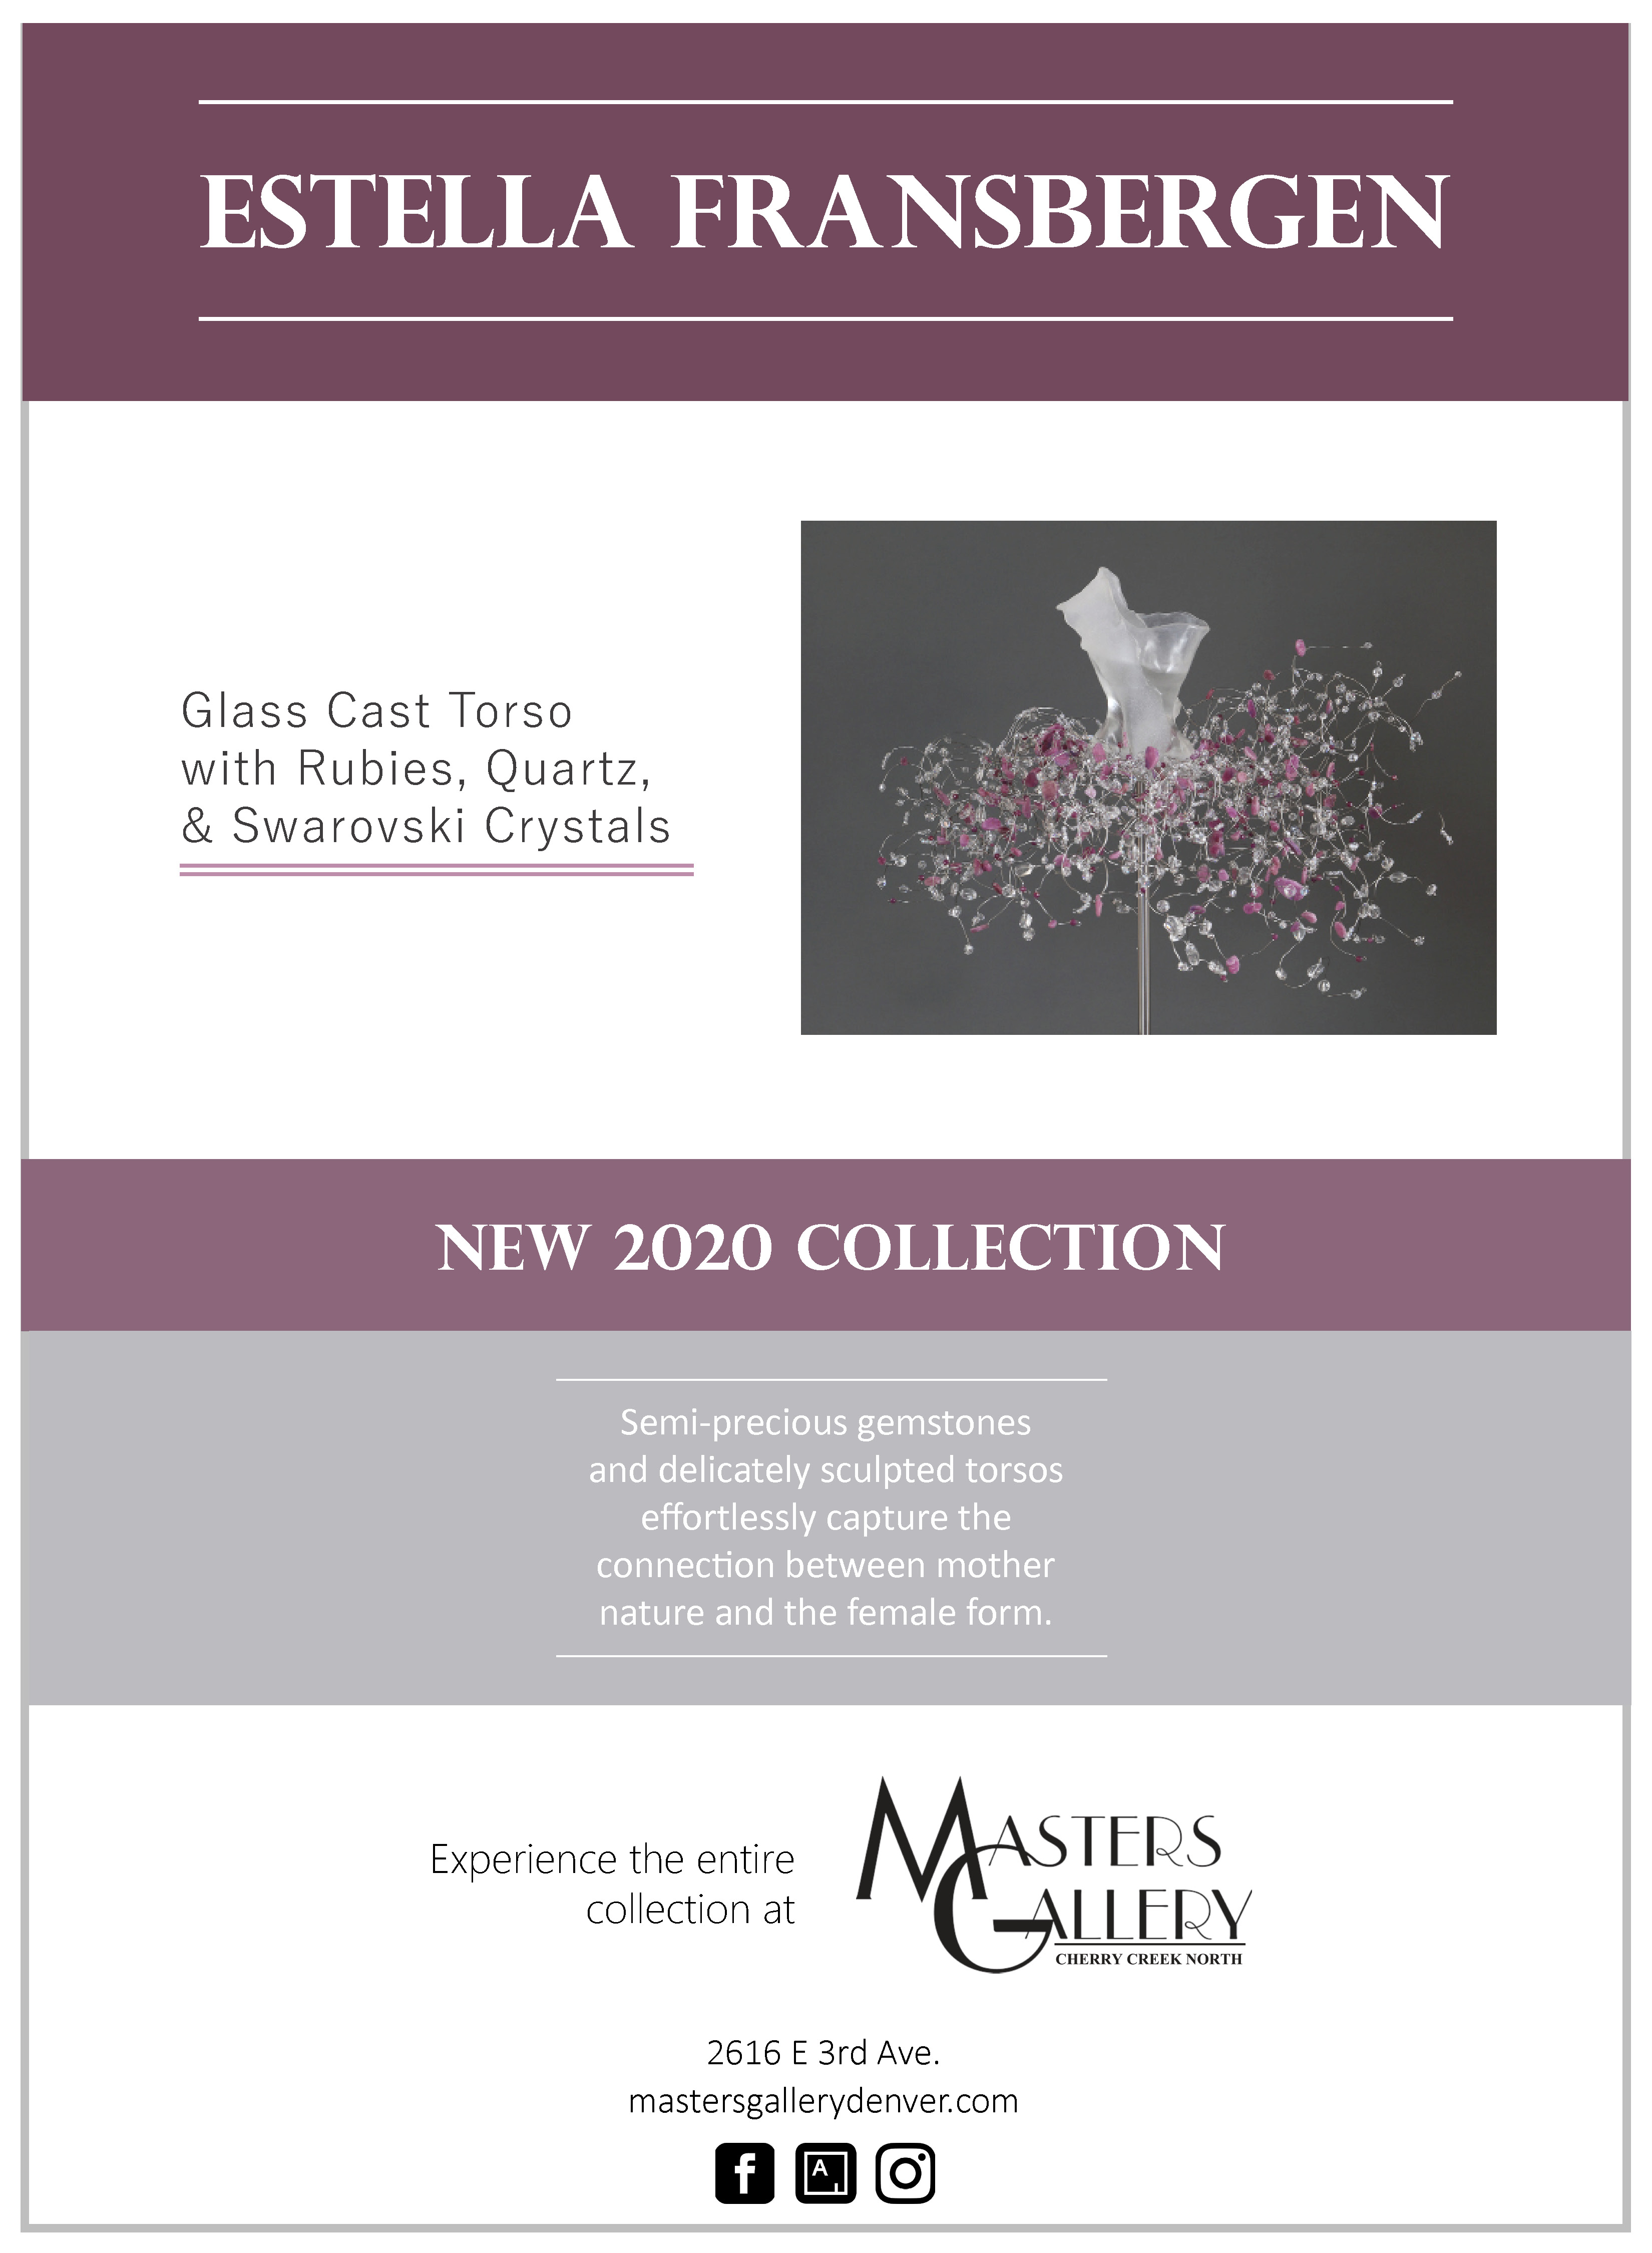 ESTELLA FRANSBERGEN
Glass Cast Torso
with Rubies, Quartz,
& Swarovski Crystals
NEW 2020 COLLECTION
Semi-precious gemstones
and delicately sculpted torsos
effortlessly capture the
connection between mother
nature and the female form.
Experience the entire
collection at
MASTERS
GALLERY
CHERRY CREEK NORTH
2616 E 3rd Ave.
mastersgallerydenver.com
f A